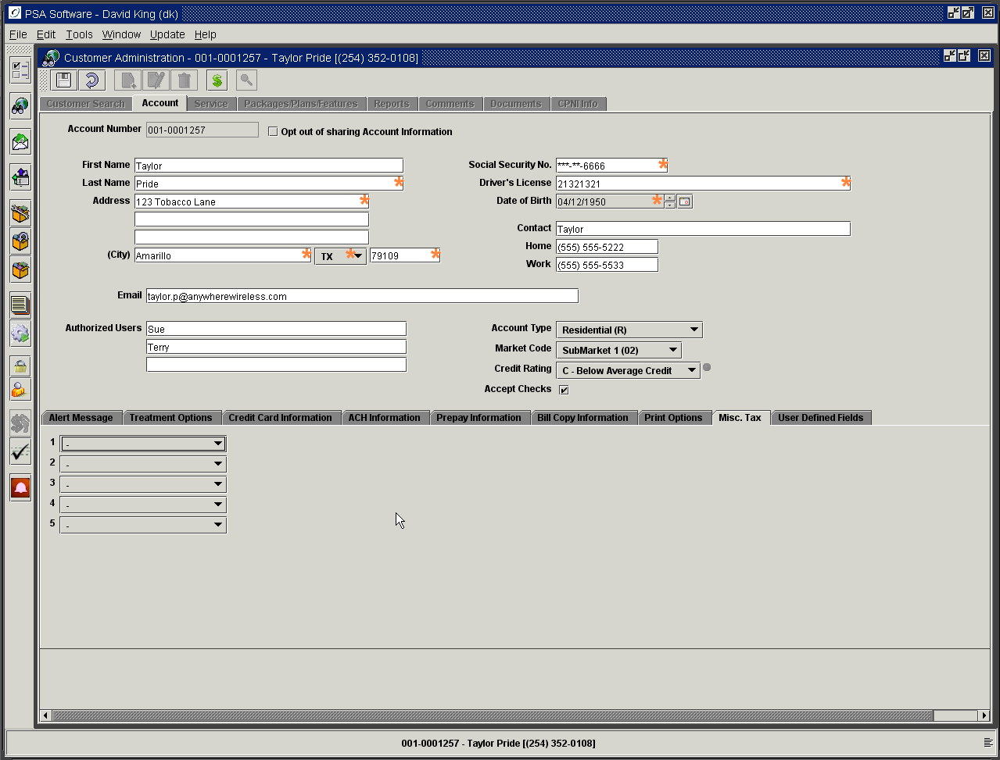 PSA Software - David King (dk)
File Edit Tools Window Update Help
Customer Administration - 001-0001257 - Taylor Pride [(254) 352-0108]
Customer Search Account Service Packages/Plans/Features Reports Comments Documents CPNI Info
Account Number 001-0001257 Opt out of sharing Account Information
First Name Taylor Social Security No. ***-**-6666
Last Name Pride Driver's License 21321321
Address 123 Tobacco Lane Date of Birth 04/12/1950
Contact Taylor
Home (555) 555-5222
(City) Amarillo TX 79109
Work (555) 555-5533
Email taylor.p@anywherewireless.com
Authorized Users Sue Account Type Residential (R)
Terry Market Code SubMarket 1 (02)
Credit Rating C - Below Average Credit
Accept Checks
Alert Message Treatment Options Credit Card Information ACH Information Prepay Information Bill Copy Information Print Options Misc. Tax User Defined Fields
1 -
2 -
3 -
4 -
5 -
001-0001257 - Taylor Pride [(254) 352-0108]